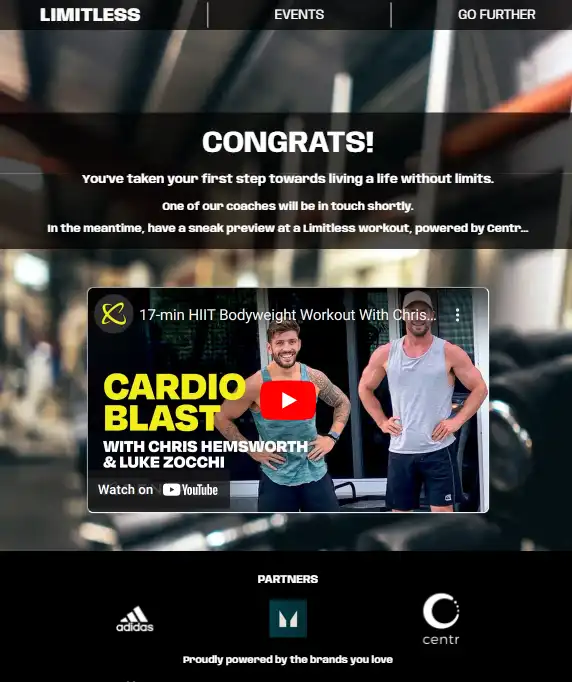 LIMITLESS
EVENTS
GO FURTHER
CONGRATS!
You've taken your first step towards living a life without limits.
One of our coaches will be in touch shortly.
In the meantime, have a sneak preview at a Limitless workout, powered by Centr...
17-min HIIT Bodyweight Workout With Chris...
CARDIO
BLAST
WITH CHRIS HEMSWORTH
& LUKE ZOCCHI
Watch on YouTube
PARTNERS
adidas
centr
Proudly powered by the brands you love